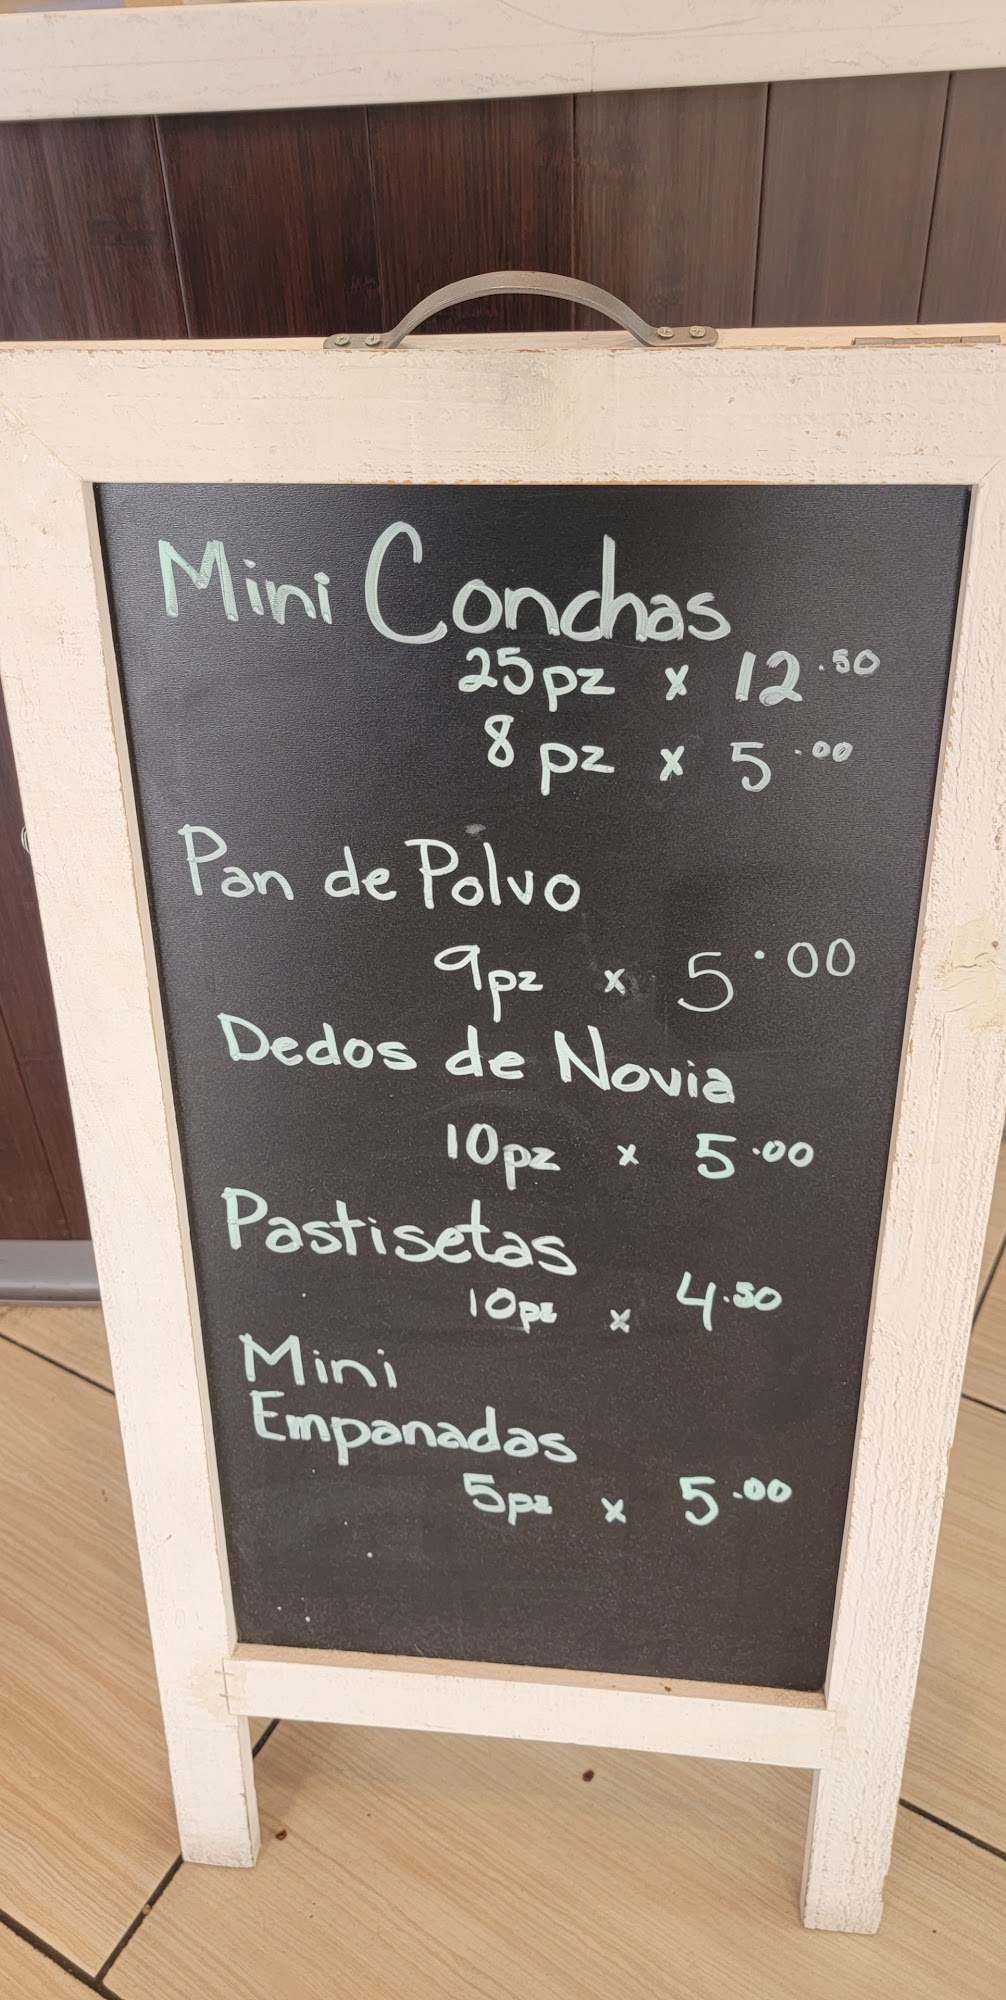 Mini Conchas
25pz x 12.50
8 pz x 5.00
Pan de Polvo
9pz x 5.00
Dedos de Novia
10pz x 5.00
Pastisetas
10pz x 4.50
Mini
Empanadas
5pz x 5.00